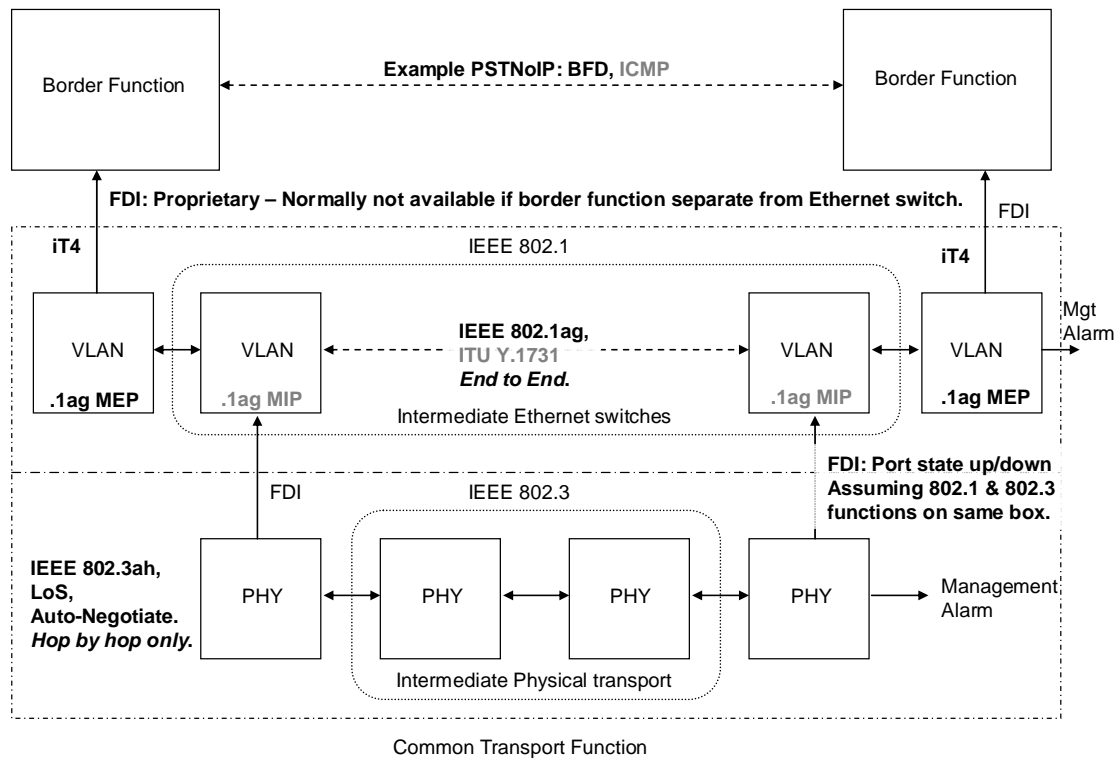 Border Function
Example PSTNoIP: BFD, ICMP
Border Function
FDI: Proprietary – Normally not available if border function separate from Ethernet switch.
FDI
iT4
IEEE 802.1
iT4
VLAN
.1ag MEP
VLAN
.1ag MIP
IEEE 802.1ag,
ITU Y.1731
End to End.
VLAN
.1ag MIP
VLAN
.1ag MEP
Mgt
Alarm
Intermediate Ethernet switches
FDI
IEEE 802.3
FDI: Port state up/down
Assuming 802.1 & 802.3
functions on same box.
IEEE 802.3ah,
LoS,
Auto-Negotiate.
Hop by hop only.
PHY
PHY
PHY
PHY
Management
Alarm
Intermediate Physical transport
Common Transport Function